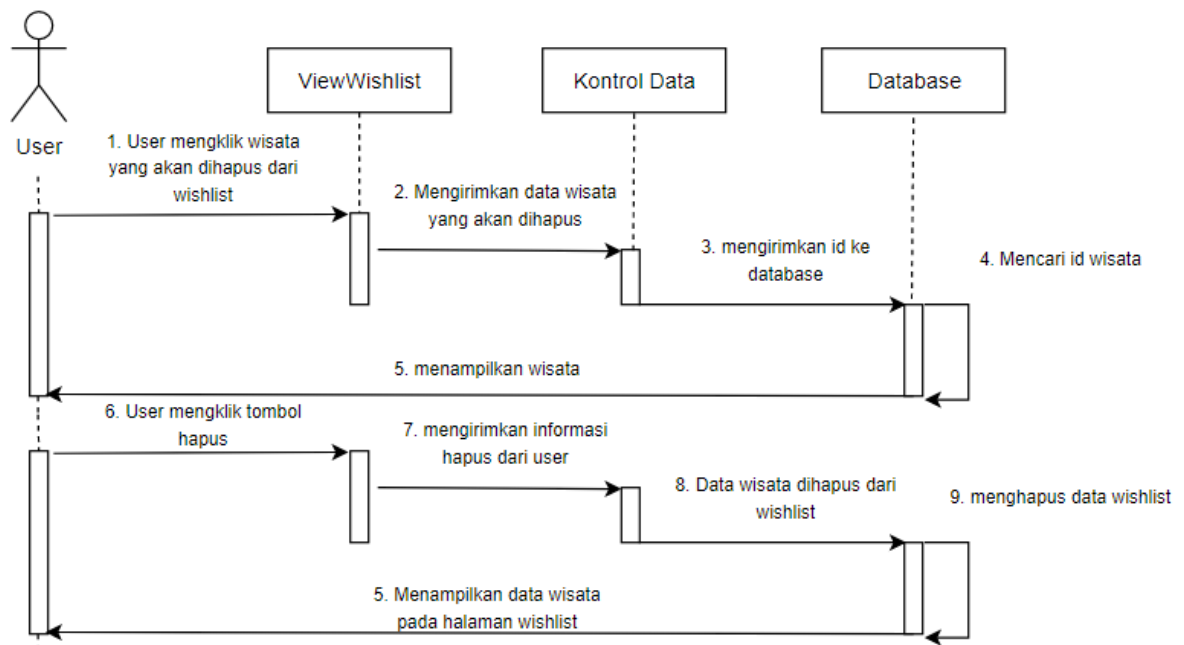 User
ViewWishlist
Kontrol Data
Database
1. User mengklik wisata
yang akan dihapus dari
wishlist
2. Mengirimkan data wisata
yang akan dihapus
3. mengirimkan id ke
database
4. Mencari id wisata
5. menampilkan wisata
6. User mengklik tombol
hapus
7. mengirimkan informasi
hapus dari user
8. Data wisata dihapus dari
wishlist
9. menghapus data wishlist
5. Menampilkan data wisata
pada halaman wishlist